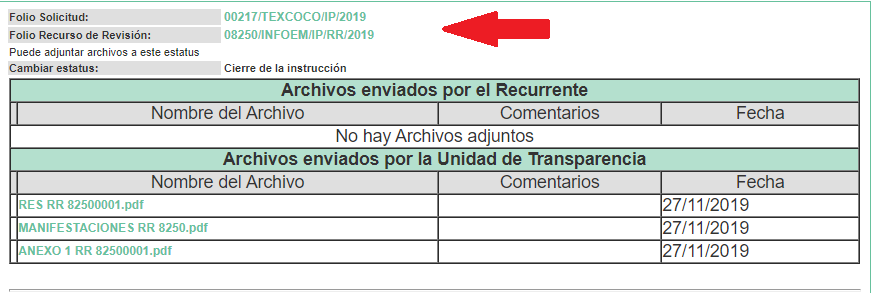 Folio Solicitud: 00217/TEXCOCO/IP/2019
Folio Recurso de Revisión: 08250/INFOEM/IP/RR/2019
Puede adjuntar archivos a este estatus
Cambiar estatus: Cierre de la instrucción
Archivos enviados por el Recurrente
Nombre del Archivo Comentarios Fecha
No hay Archivos adjuntos
Archivos enviados por la Unidad de Transparencia
Nombre del Archivo Comentarios Fecha
RES RR 82500001.pdf 27/11/2019
MANIFESTACIONES RR 8250.pdf 27/11/2019
ANEXO 1 RR 82500001.pdf 27/11/2019